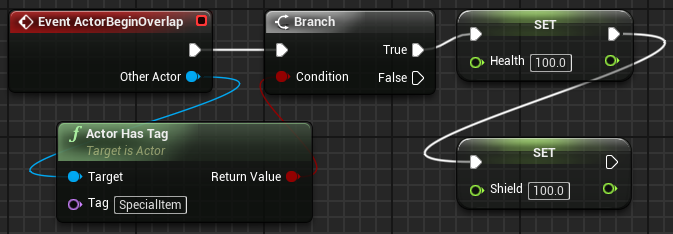 Event ActorBeginOverlap
Other Actor
Branch
True
Condition
False
SET
Health 100.0
f Actor Has Tag
Target is Actor
Target
Return Value
Tag SpecialItem
SET
Shield 100.0